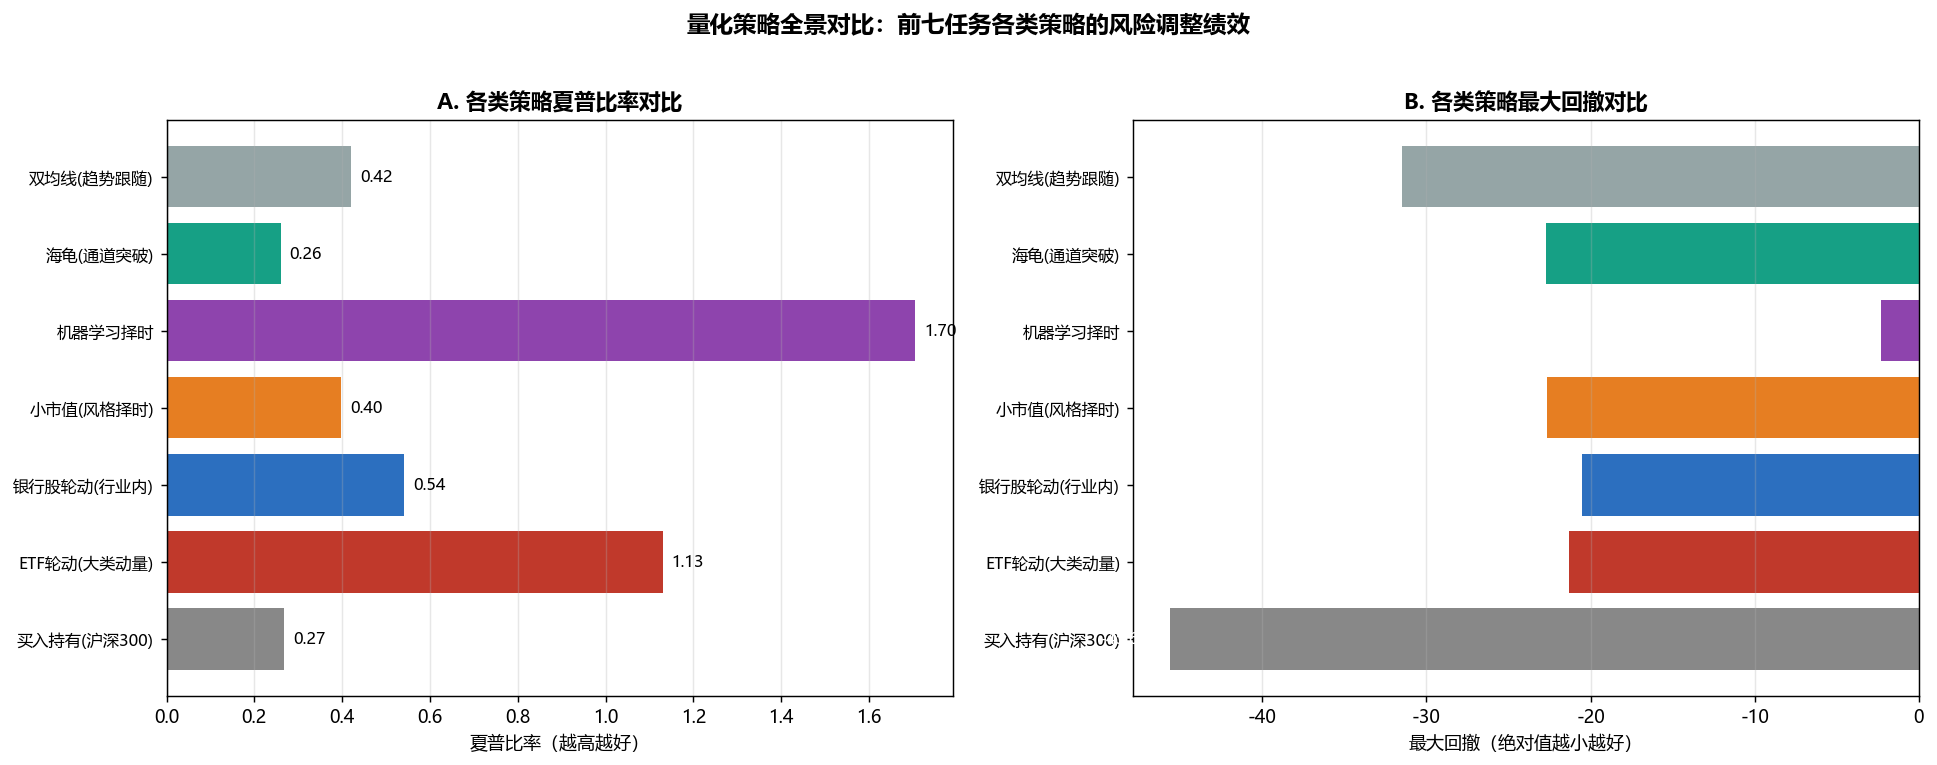 量化策略全景对比：前七任务各类策略的风险调整绩效
A. 各类策略夏普比率对比
双均线(趋势跟随)
0.42
海龟(通道突破)
0.26
机器学习择时
1.70
小市值(风格择时)
0.40
银行股轮动(行业内)
0.54
ETF轮动(大类动量)
1.13
买入持有(沪深300)
0.27
0.0 0.2 0.4 0.6 0.8 1.0 1.2 1.4 1.6
夏普比率（越高越好）
B. 各类策略最大回撤对比
双均线(趋势跟随)
海龟(通道突破)
机器学习择时
小市值(风格择时)
银行股轮动(行业内)
ETF轮动(大类动量)
买入持有(沪深300)
-40 -30 -20 -10 0
最大回撤（绝对值越小越好）